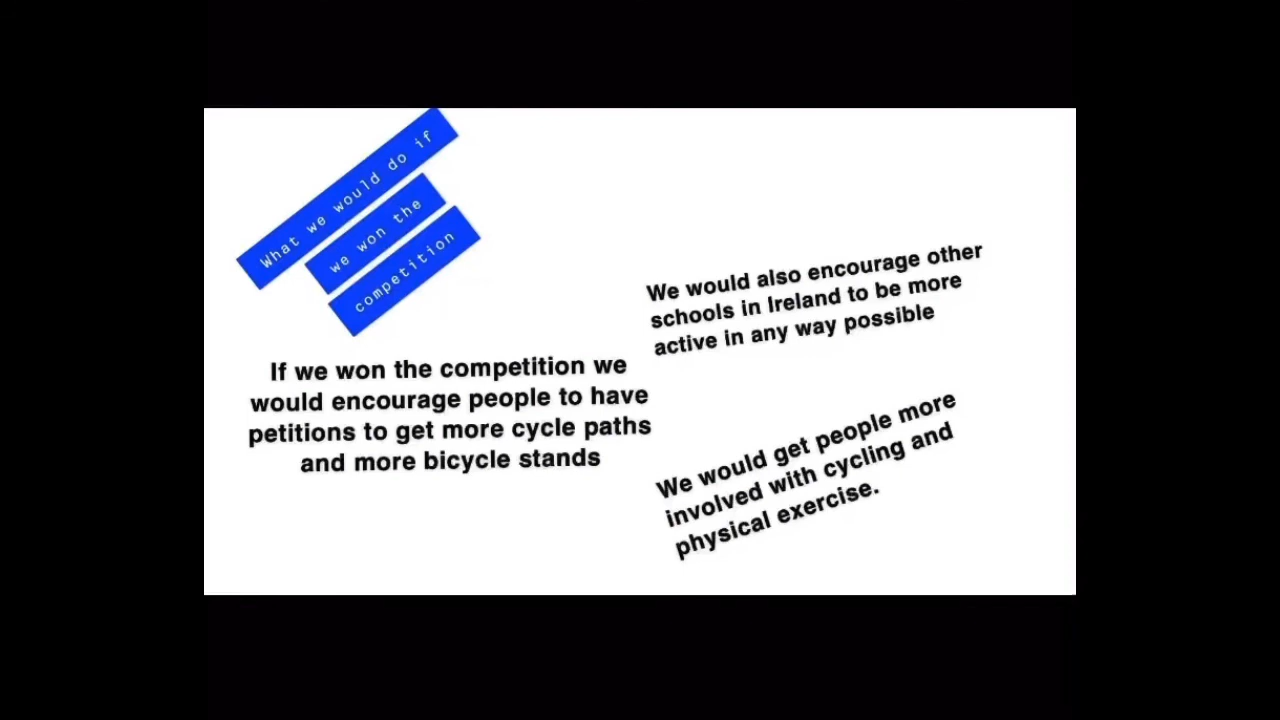 What we would do if
we won the
competition
If we won the competition we
would encourage people to have
petitions to get more cycle paths
and more bicycle stands
We would also encourage other
schools in Ireland to be more
active in any way possible
We would get people more
involved with cycling and
physical exercise.